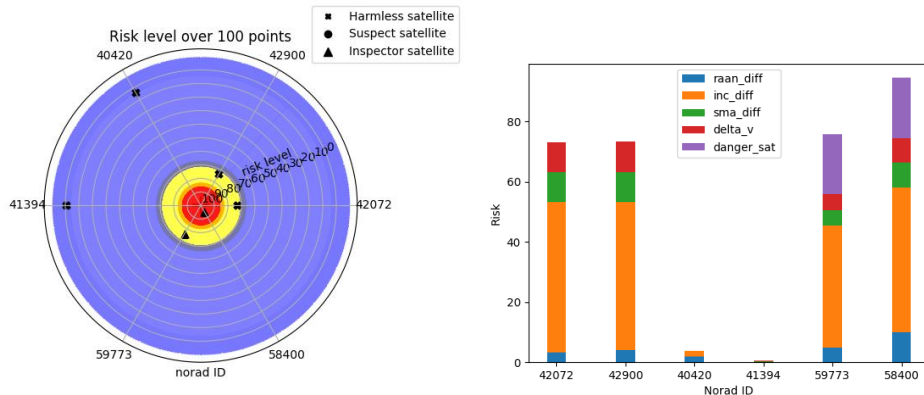 Harmless satellite
Suspect satellite
Inspector satellite
Risk level over 100 points
40420
42900
risk level
100 90 80 70 60 50 40 30 20 10 0
41394
42072
59773
58400
norad ID
raan_diff
inc_diff
sma_diff
delta_v
danger_sat
Risk
80
60
40
20
0
42072 42900 40420 41394 59773 58400
Norad ID